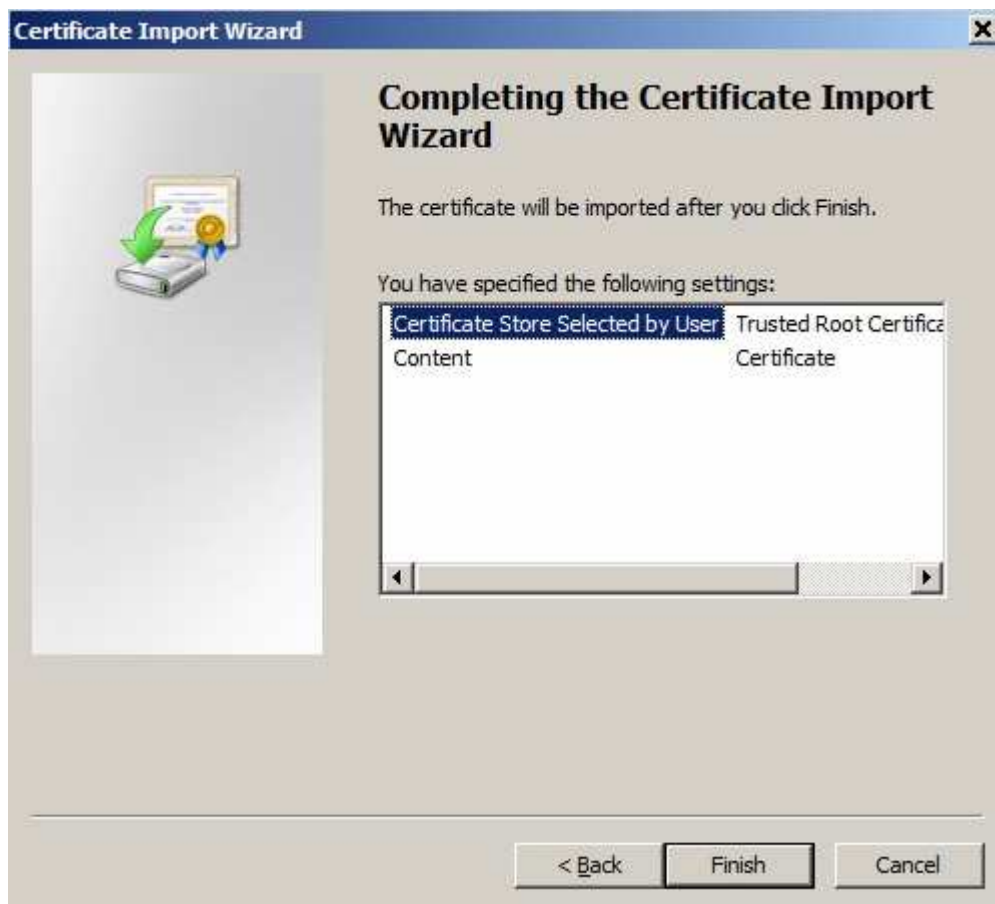 Certificate Import Wizard
Completing the Certificate Import
Wizard
The certificate will be imported after you click Finish.
You have specified the following settings:
Certificate Store Selected by User Trusted Root Certifica
Content Certificate
< Back Finish Cancel